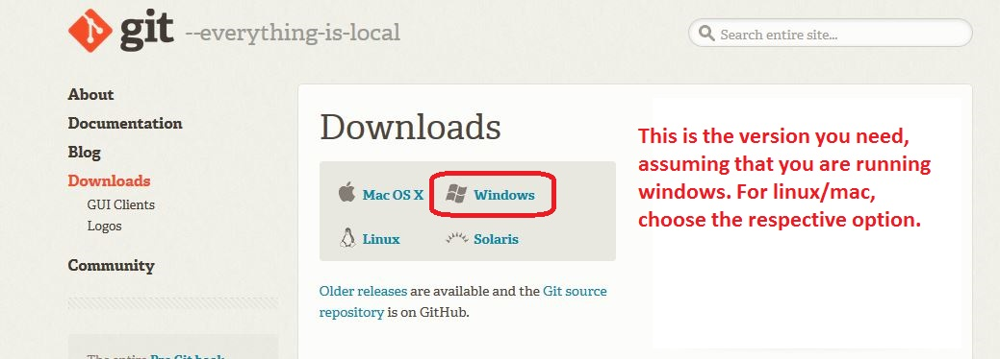 git --everything-is-local
Search entire site...
About
Documentation
Blog
Downloads
GUI Clients
Logos
Community
The entire Pro Git book
Downloads
Mac OS X
Windows
Linux
Solaris
Older releases are available and the Git source
repository is on GitHub.
This is the version you need,
assuming that you are running
windows. For linux/mac,
choose the respective option.